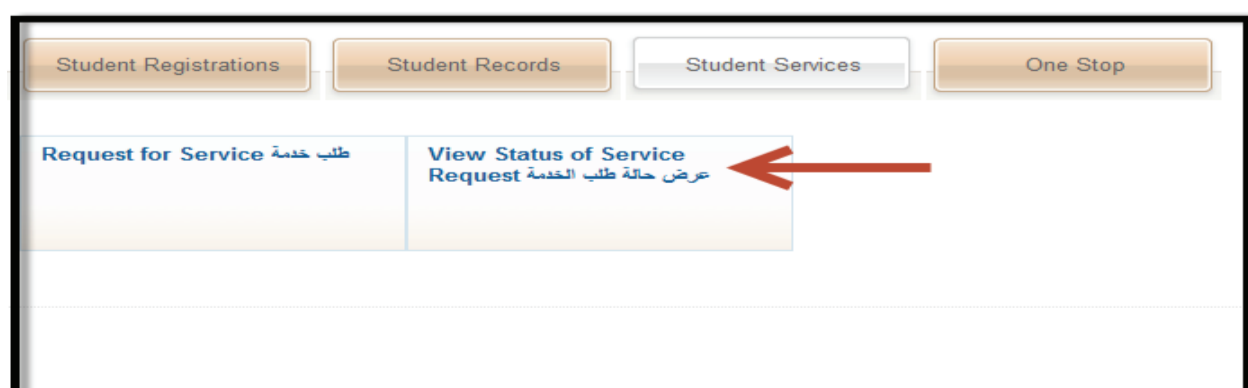 Student Registrations
Student Records
Student Services
One Stop
Request for Service طلب خدمة
View Status of Service
Request عرض حالة طلب الخدمة